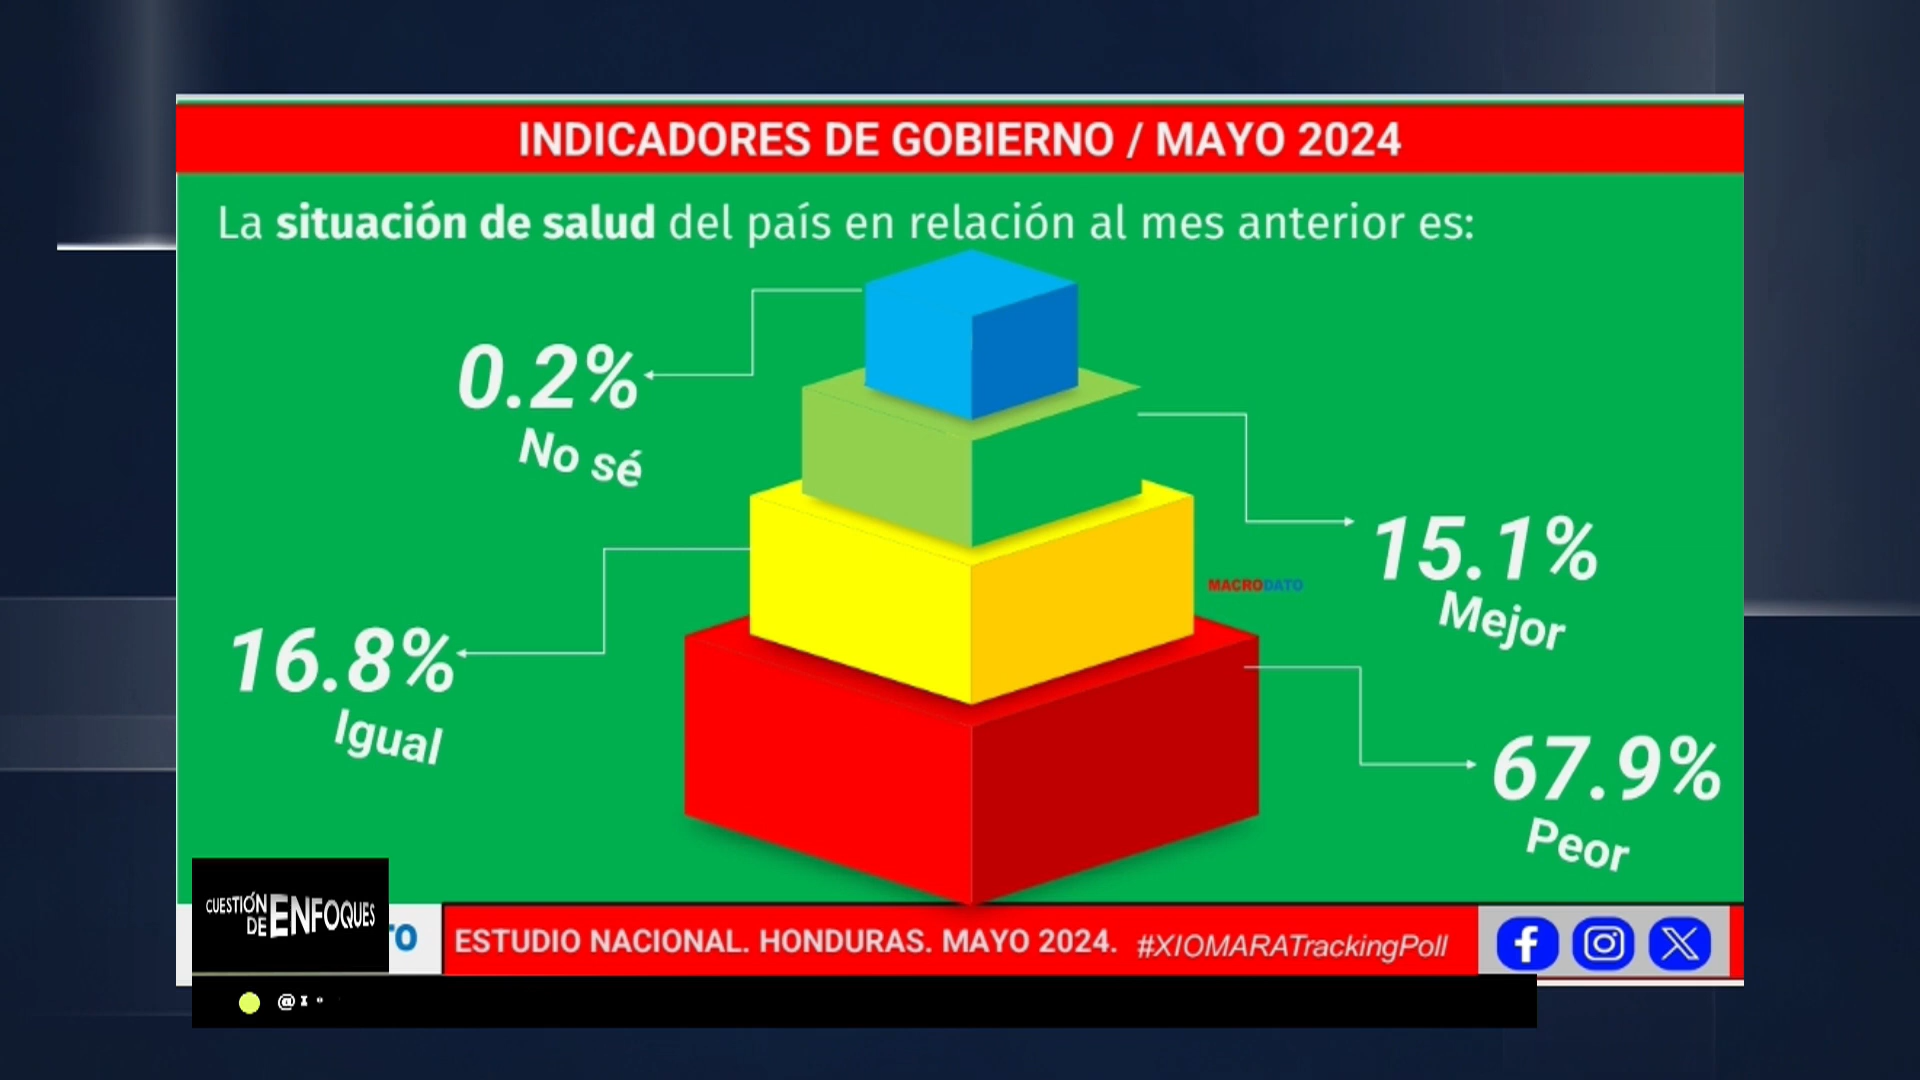 INDICADORES DE GOBIERNO / MAYO 2024
La situación de salud del país en relación al mes anterior es:
0.2%
No sé
15.1%
Mejor
MACRODATO
16.8%
Igual
67.9%
Peor
CUESTIÓN
DE ENFOQUES
TO
ESTUDIO NACIONAL. HONDURAS. MAYO 2024. #XIOMARATrackingPoll